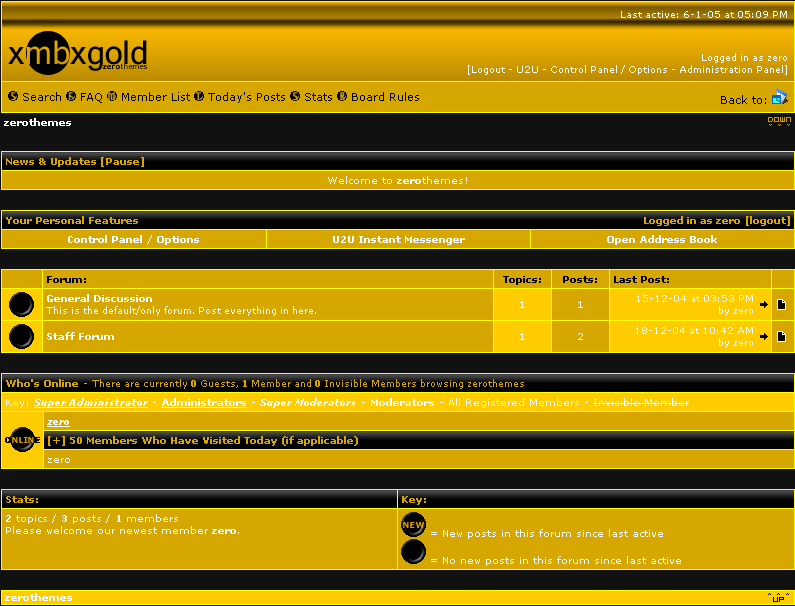 Last active: 6-1-05 at 05:09 PM
xmbxgold
zerothemes
Logged in as zero
[Logout - U2U - Control Panel / Options - Administration Panel]
Search FAQ Member List Today's Posts Stats Board Rules
Back to:
zerothemes
DOWN
News & Updates [Pause]
Welcome to zerothemes!
Your Personal Features
Logged in as zero [logout]
Control Panel / Options
U2U Instant Messenger
Open Address Book
Forum:
Topics:
Posts:
Last Post:
General Discussion
This is the default/only forum. Post everything in here.
1
1
15-12-04 at 03:53 PM
by zero
Staff Forum
1
2
18-12-04 at 10:42 AM
by zero
Who's Online - There are currently 0 Guests, 1 Member and 0 Invisible Members browsing zerothemes
Key: Super Administrator - Administrators - Super Moderators - Moderators - All Registered Members - Invisible Member
ONLINE
zero
[+] 50 Members Who Have Visited Today (if applicable)
zero
Stats:
2 topics / 3 posts / 1 members
Please welcome our newest member zero.
Key:
NEW = New posts in this forum since last active
= No new posts in this forum since last active
zerothemes
UP